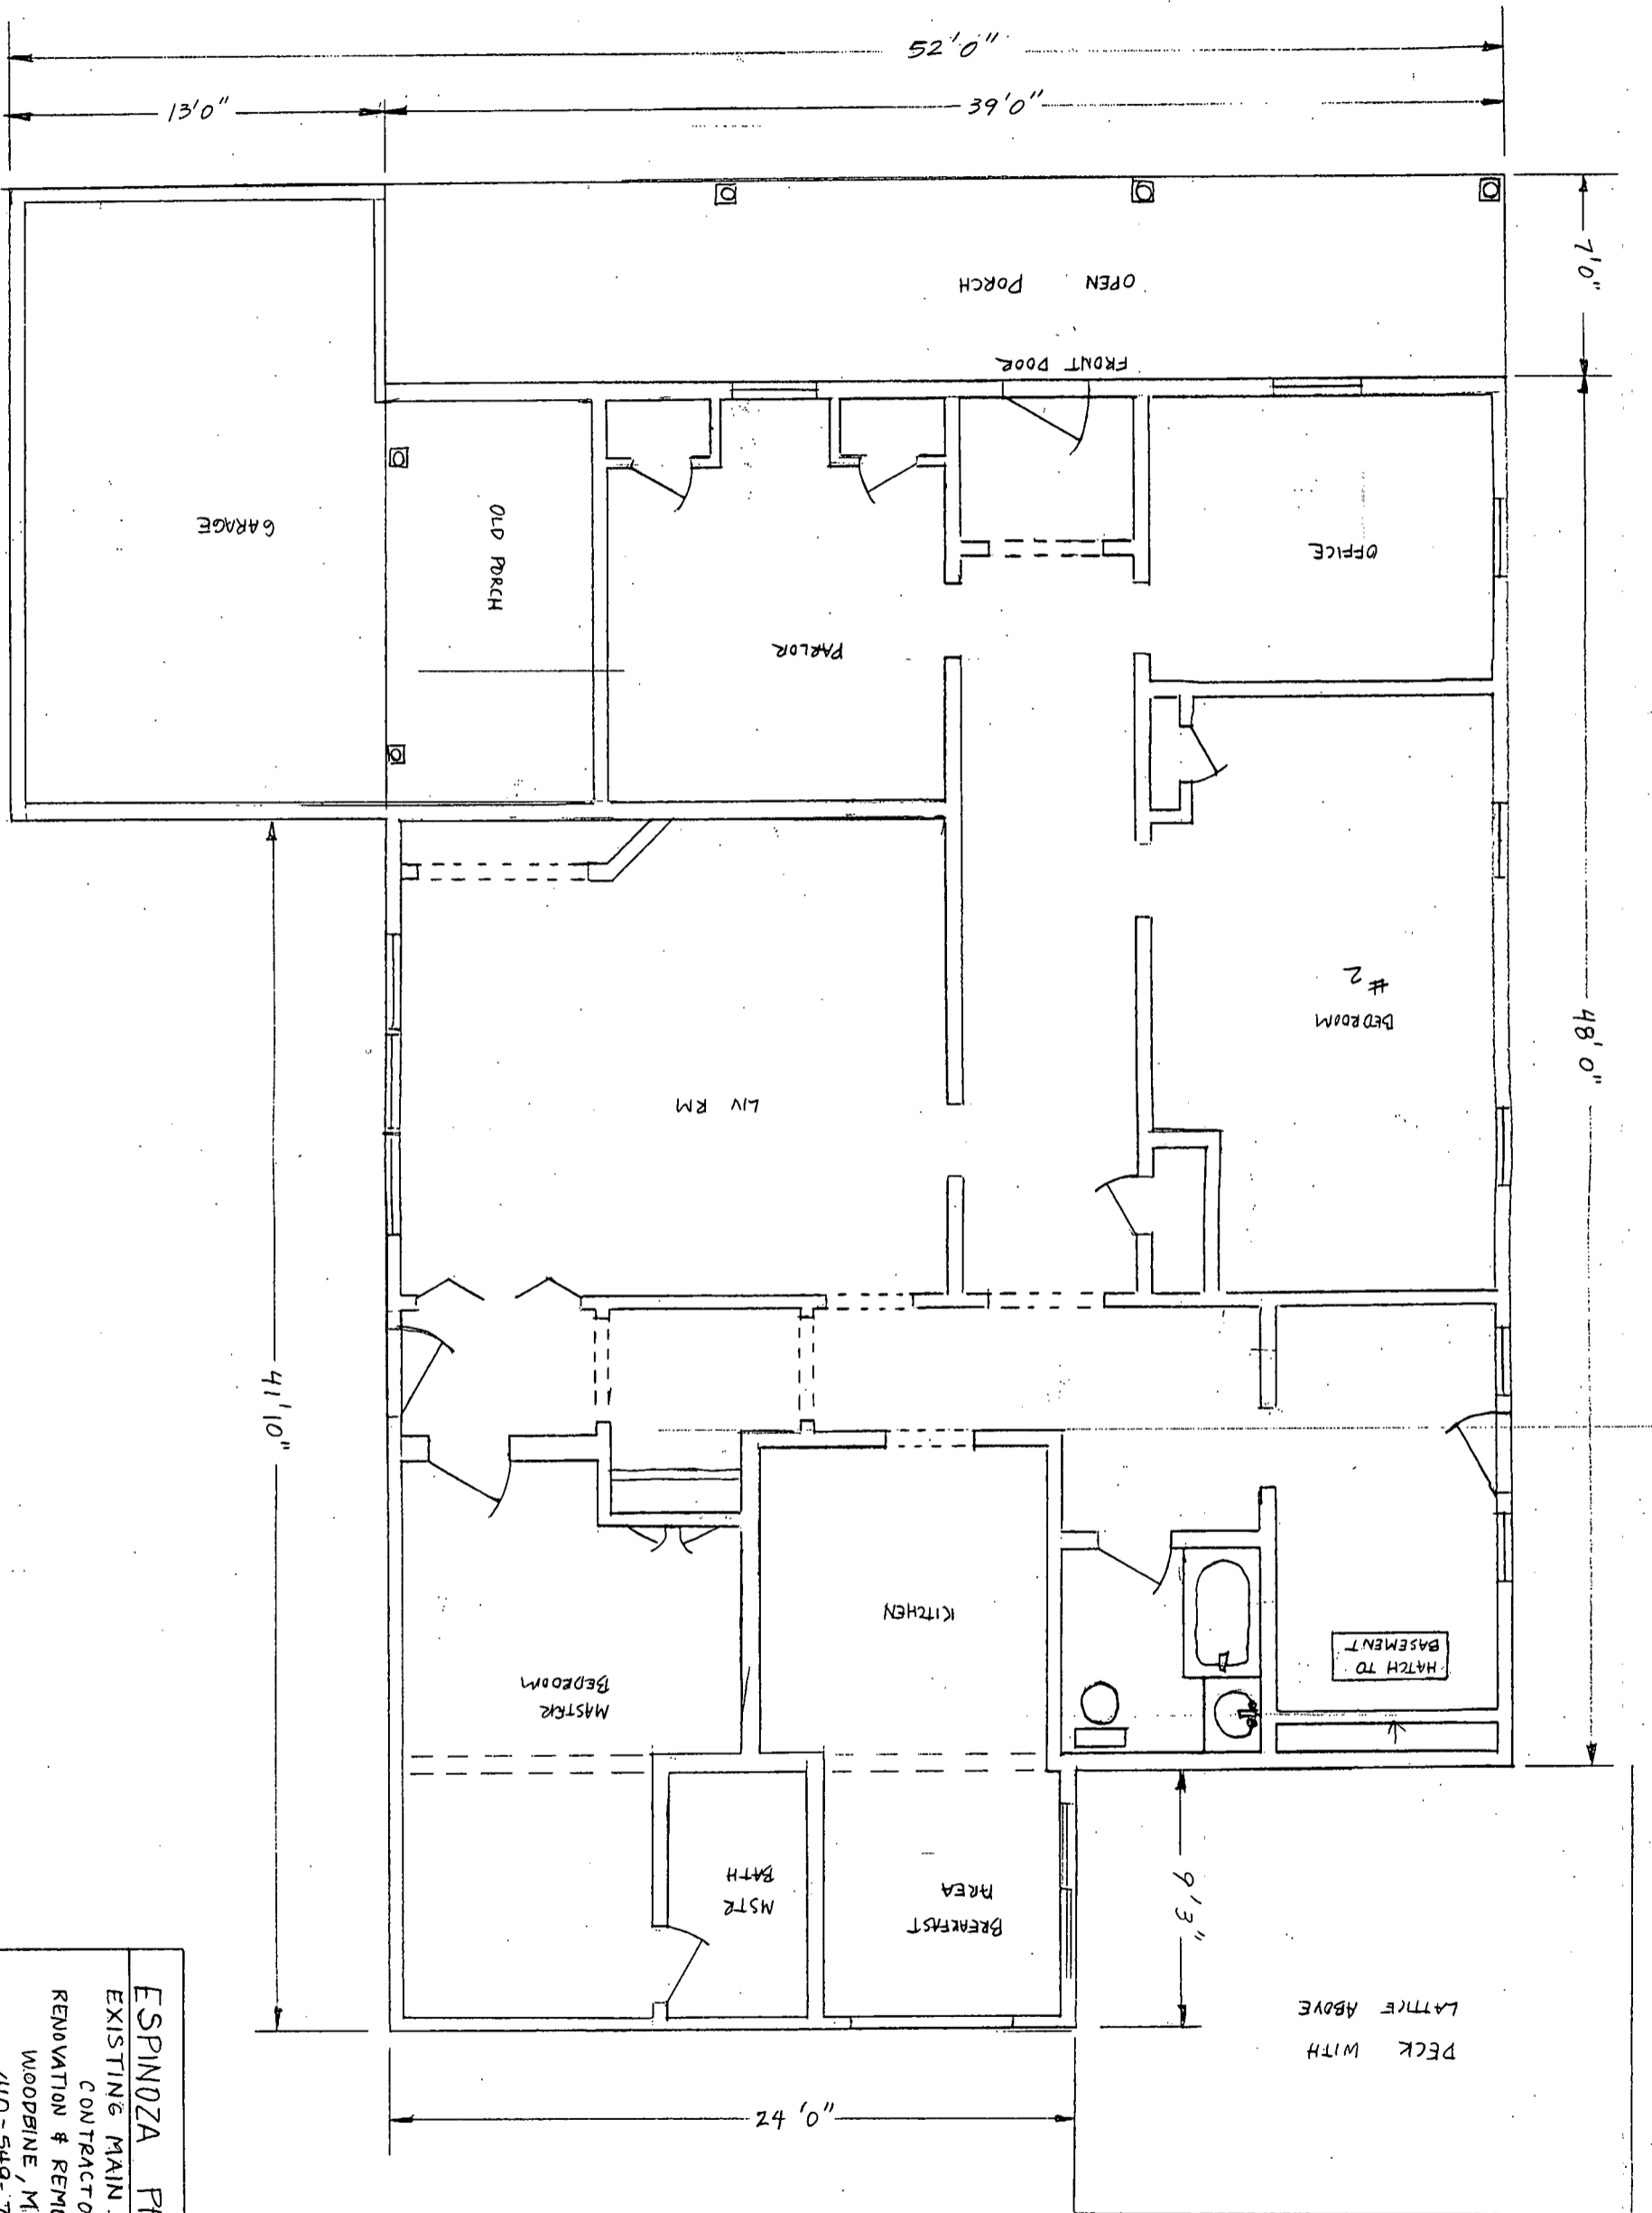 52'0"
13'0"
39'0"
7'0"
OPEN PORCH
FRONT DOOR
GARAGE
OLD PORCH
PARLOR
OFFICE
BEDROOM
# 2
48'0"
LIV RM
41'10"
KITCHEN
HATCH TO
BASEMENT
MASTER
BEDROOM
MSTR
BATH
BREAKFAST
AREA
9'3"
DECK WITH
LATTICE ABOVE
24'0"
ESPINOZA
EXISTING MAIN
CONTRACTO
RENOVATION & REM
WOODBINE, M